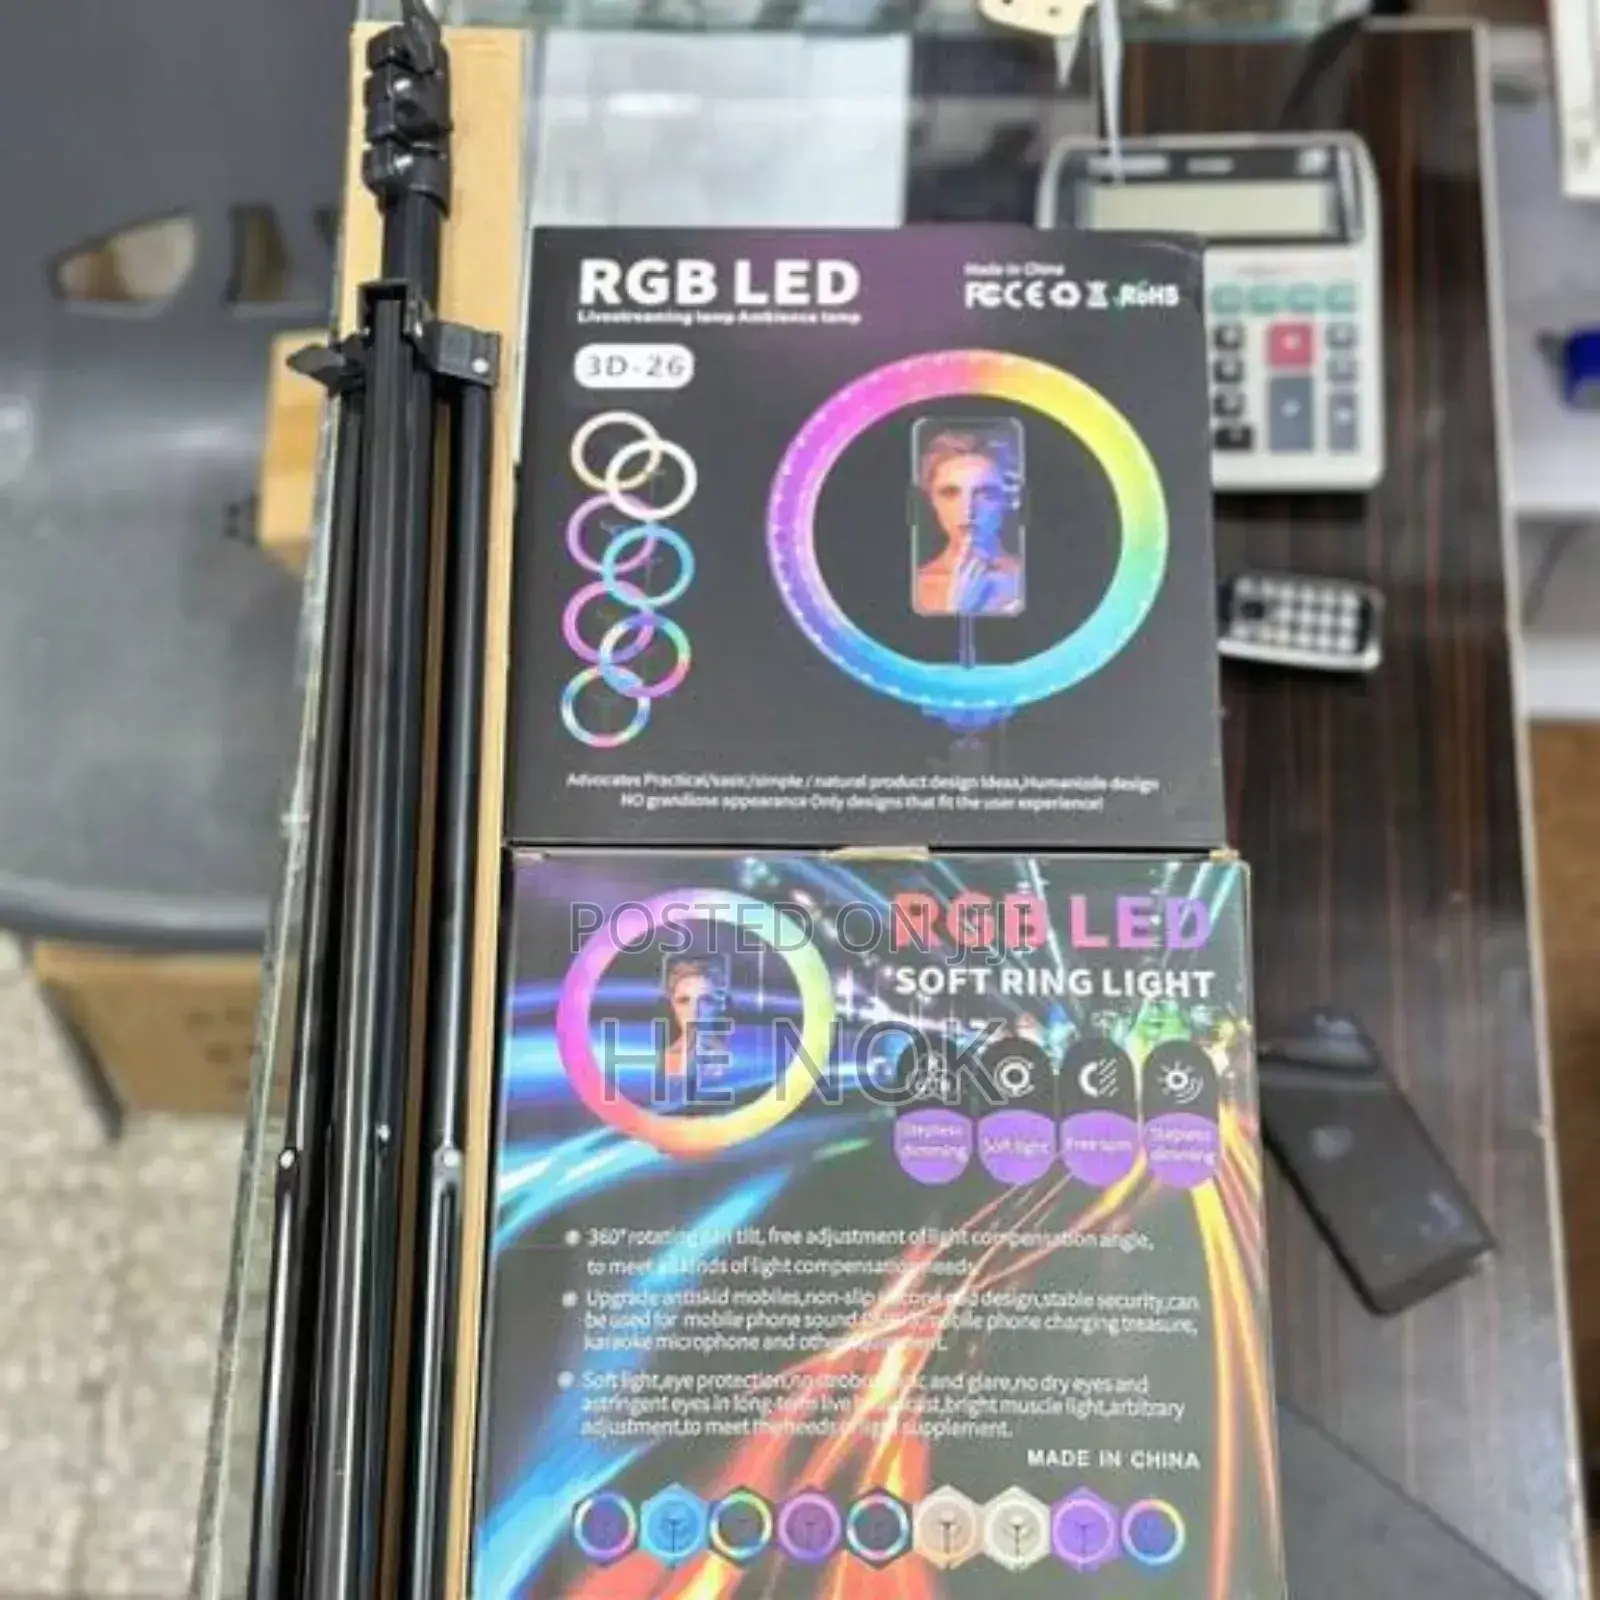 RGB LED
Livestreaming lamp Ambience lamp
Made in China
FC CE RoHS
3D-26
Advocates Practical/basic/simple / natural product design ideas,Humanizole design
NO grandiose appearance Only designs that fit the user experience!
POSTED ON JIJI
RGB LED
SOFT RING LIGHT
HE NOK
Stepless dimming
Soft light
Free spin
Stepless dimming
360°rotating can tilt, free adjustment of light compensation angle,
to meet all kinds of light compensation needs
Upgrade antiskid mobiles,non-slip silicone design,stable security,can
be used for mobile phone sound mobile phone charging treasure,
karaoke microphone and other equipment.
Soft light,eye protection,no stroboscopic and glare,no dry eyes and
astringent eyes in long-term live broadcast,bright muscle light,arbitrary
adjustment,to meet the needs of light supplement.
MADE IN CHINA